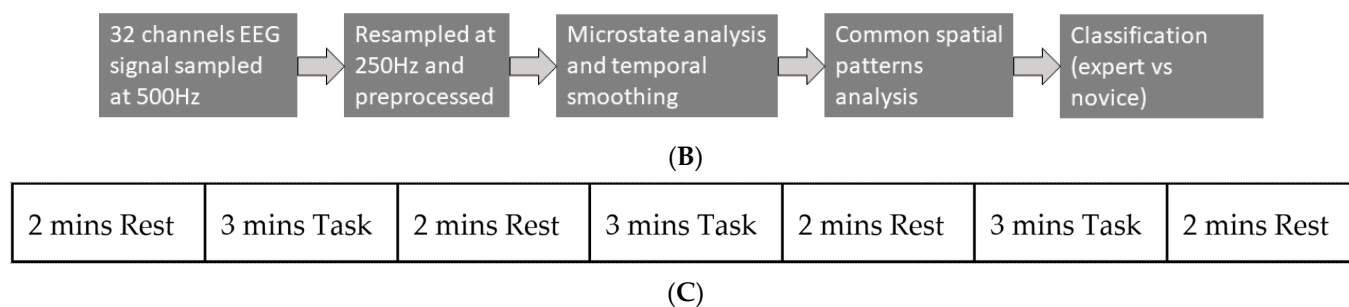 32 channels EEG
signal sampled
at 500Hz
Resampled at
250Hz and
preprocessed
Microstate analysis
and temporal
smoothing
Common spatial
patterns
analysis
Classification
(expert vs
novice)
(B)
2 mins Rest
3 mins Task
2 mins Rest
3 mins Task
2 mins Rest
3 mins Task
2 mins Rest
(C)